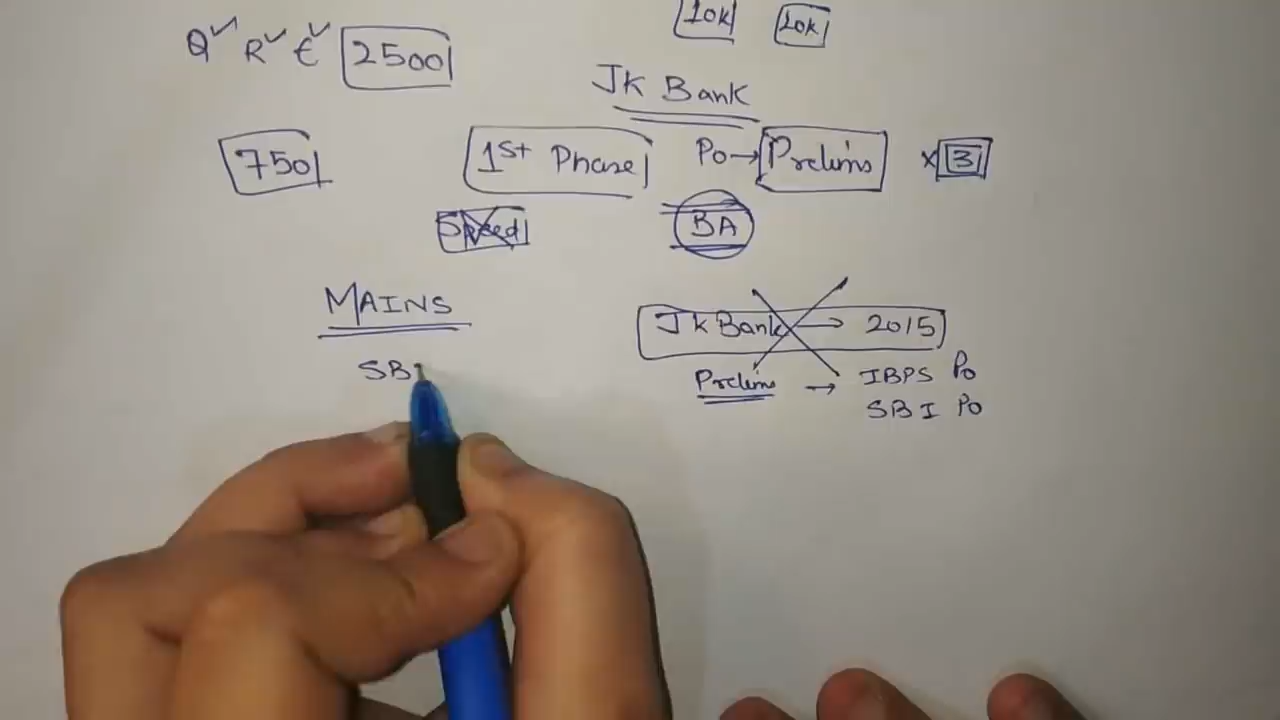 10k 20k
Q R E 2500
JK Bank
750 1st Phase Po→ Prelims × 3
Speed BA
MAINS
JK Bank → 2015
SBI
Prelims → IBPS Po
SBI Po